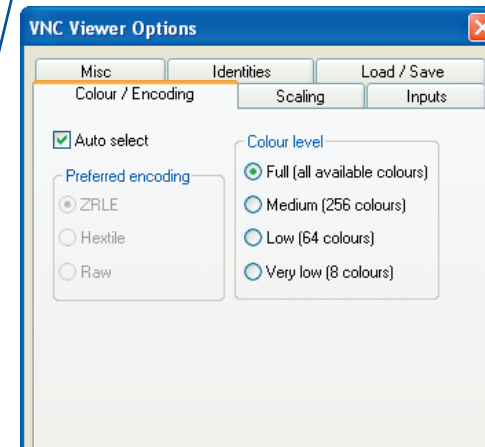 VNC Viewer Options
Misc Identities Load / Save
Colour / Encoding Scaling Inputs
Auto select
Preferred encoding
ZRLE
Hextile
Raw
Colour level
Full (all available colours)
Medium (256 colours)
Low (64 colours)
Very low (8 colours)